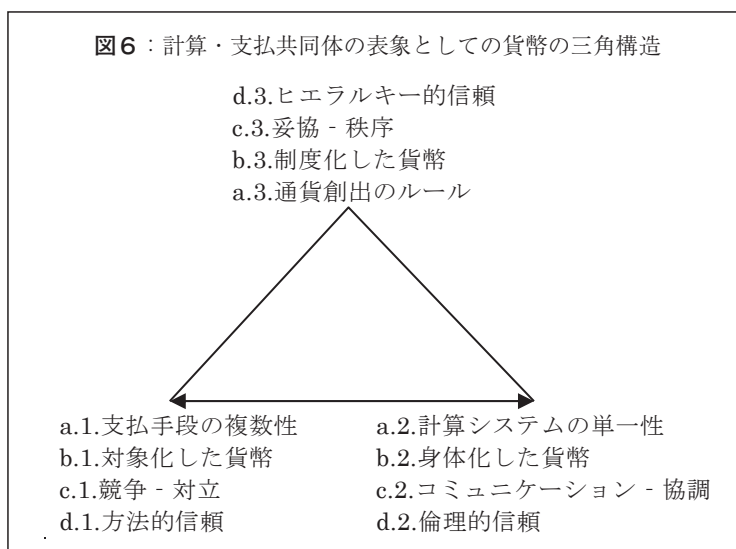 図6：計算・支払共同体の表象としての貨幣の三角構造
d.3.ヒエラルキー的信頼
c.3.妥協‐秩序
b.3.制度化した貨幣
a.3.通貨創出のルール
a.1.支払手段の複数性
b.1.対象化した貨幣
c.1.競争‐対立
d.1.方法的信頼
a.2.計算システムの単一性
b.2.身体化した貨幣
c.2.コミュニケーション‐協調
d.2.倫理的信頼